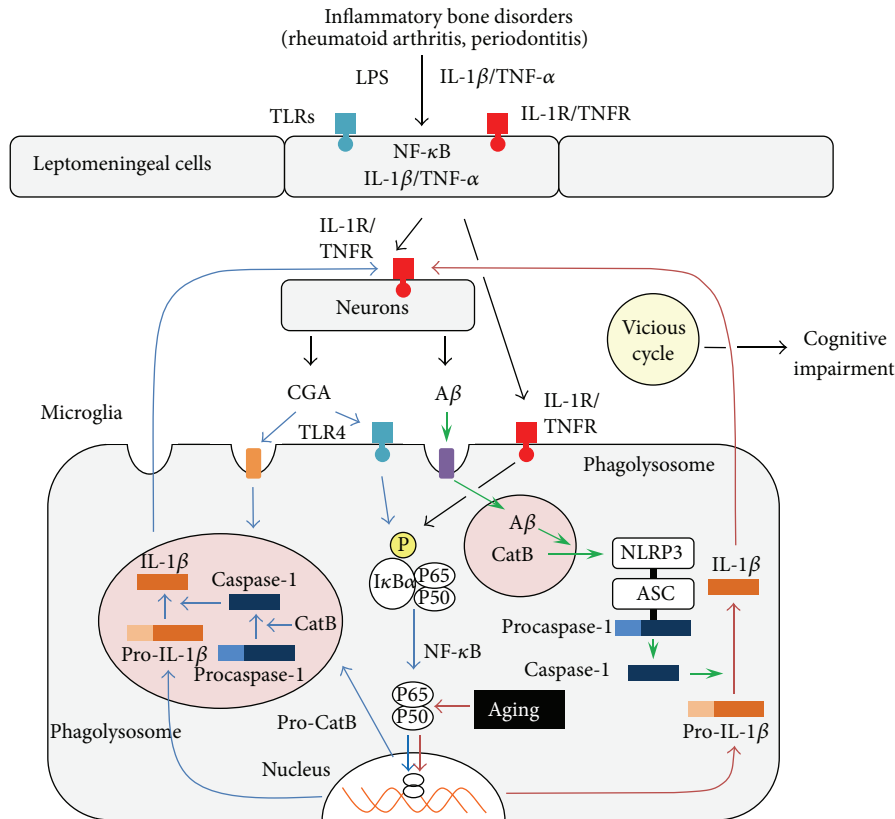 Inflammatory bone disorders
(rheumatoid arthritis, periodontitis)
LPS
IL-1β/TNF-α
TLRs
IL-1R/TNFR
Leptomeningeal cells
NF-κB
IL-1β/TNF-α
IL-1R/
TNFR
Neurons
Vicious
cycle
Cognitive
impairment
CGA
Aβ
IL-1R/
TNFR
Microglia
TLR4
Phagolysosome
P
IκBα
P65
P50
Aβ
CatB
NLRP3
ASC
Procaspase-1
Caspase-1
IL-1β
Pro-IL-1β
IL-1β
Caspase-1
CatB
Pro-IL-1β
Procaspase-1
NF-κB
P65
P50
Aging
Phagolysosome
Pro-CatB
Nucleus